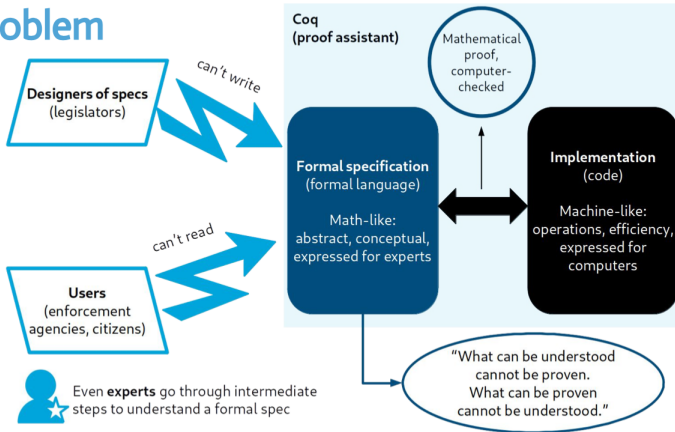 oblem
Coq
(proof assistant)
Mathematical
proof,
computer-
checked
can't write
Designers of specs
(legislators)
Formal specification
(formal language)
Math-like:
abstract, conceptual,
expressed for experts
Implementation
(code)
Machine-like:
operations, efficiency,
expressed for
computers
can't read
Users
(enforcement
agencies, citizens)
"What can be understood
cannot be proven.
What can be proven
cannot be understood."
Even experts go through intermediate
steps to understand a formal spec